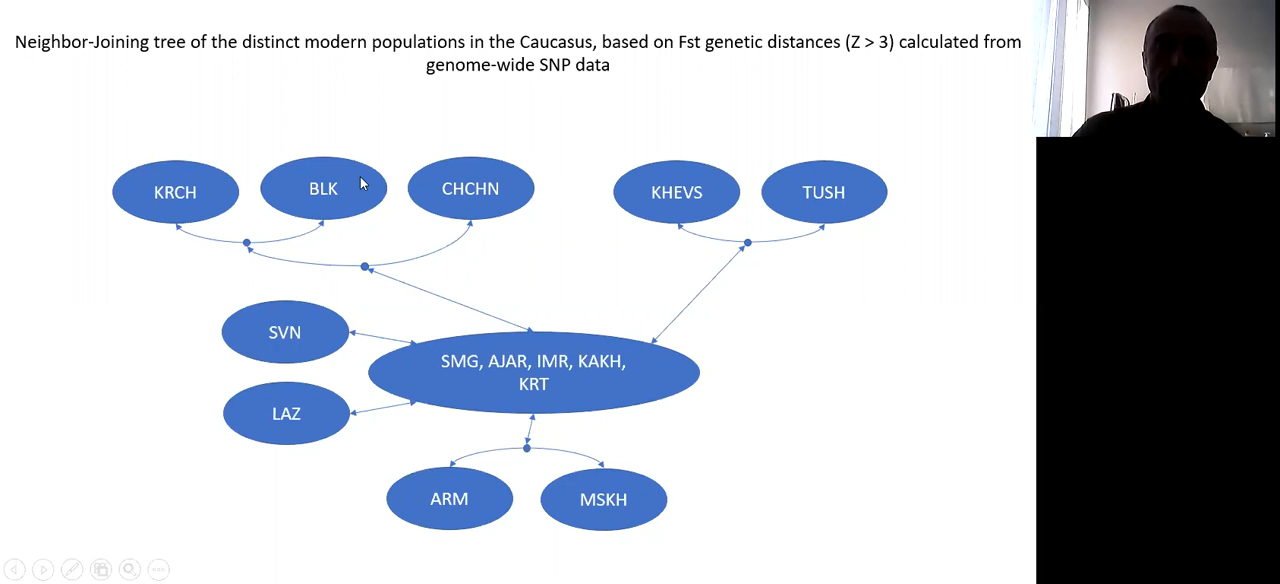 Neighbor-Joining tree of the distinct modern populations in the Caucasus, based on Fst genetic distances (Z > 3) calculated from
genome-wide SNP data
KRCH
BLK
CHCHN
KHEVS
TUSH
SVN
SMG, AJAR, IMR, KAKH,
KRT
LAZ
ARM
MSKH